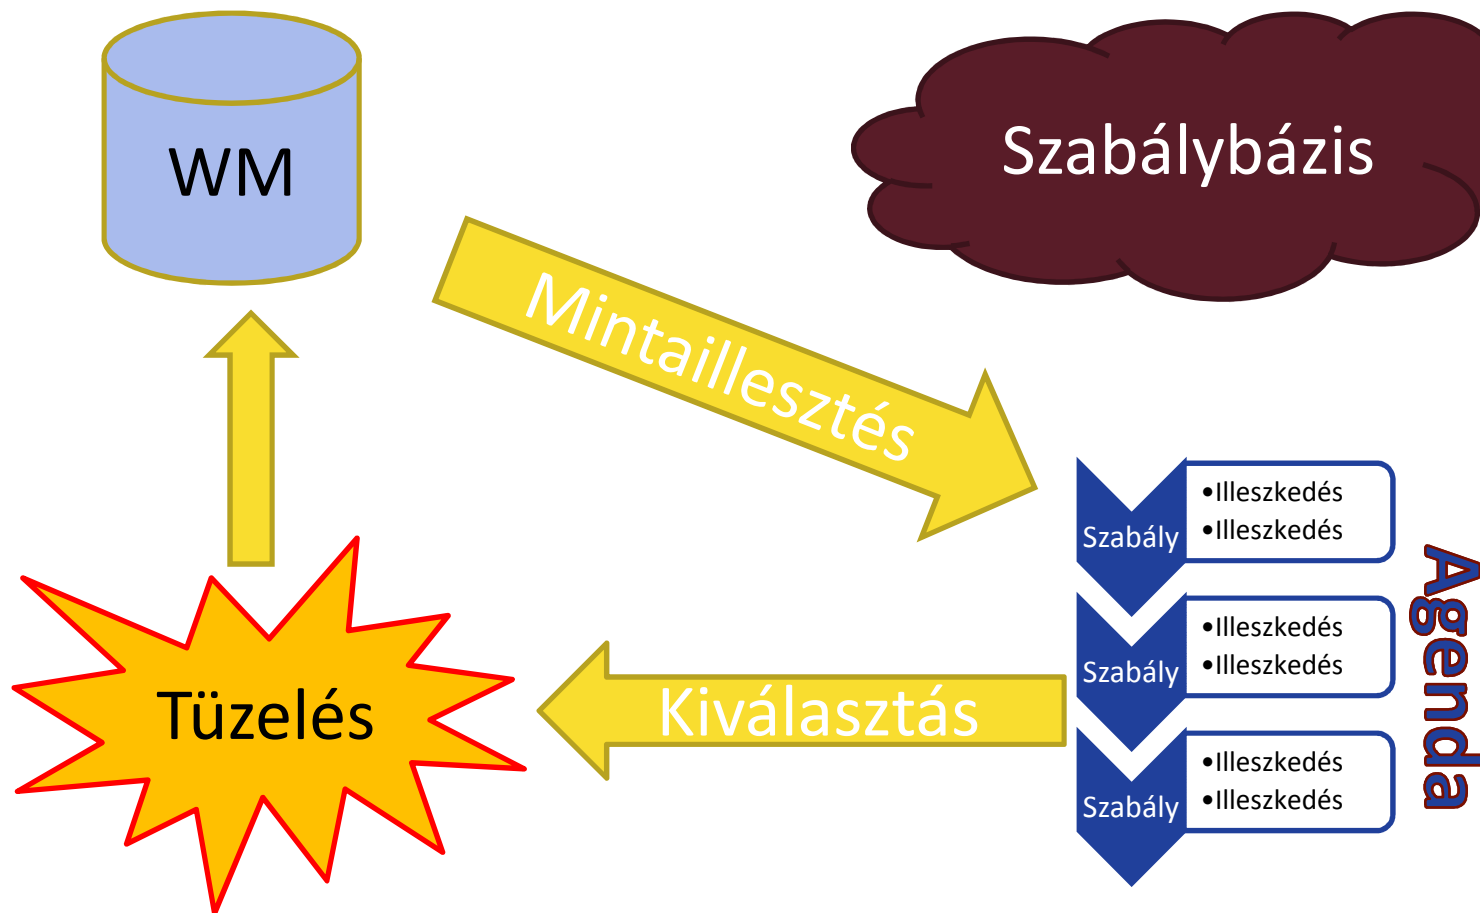 WM
Szabálybázis
Mintaillesztés
Szabály
•Illeszkedés
•Illeszkedés
Szabály
•Illeszkedés
•Illeszkedés
Szabály
•Illeszkedés
•Illeszkedés
Agenda
Kiválasztás
Tüzelés